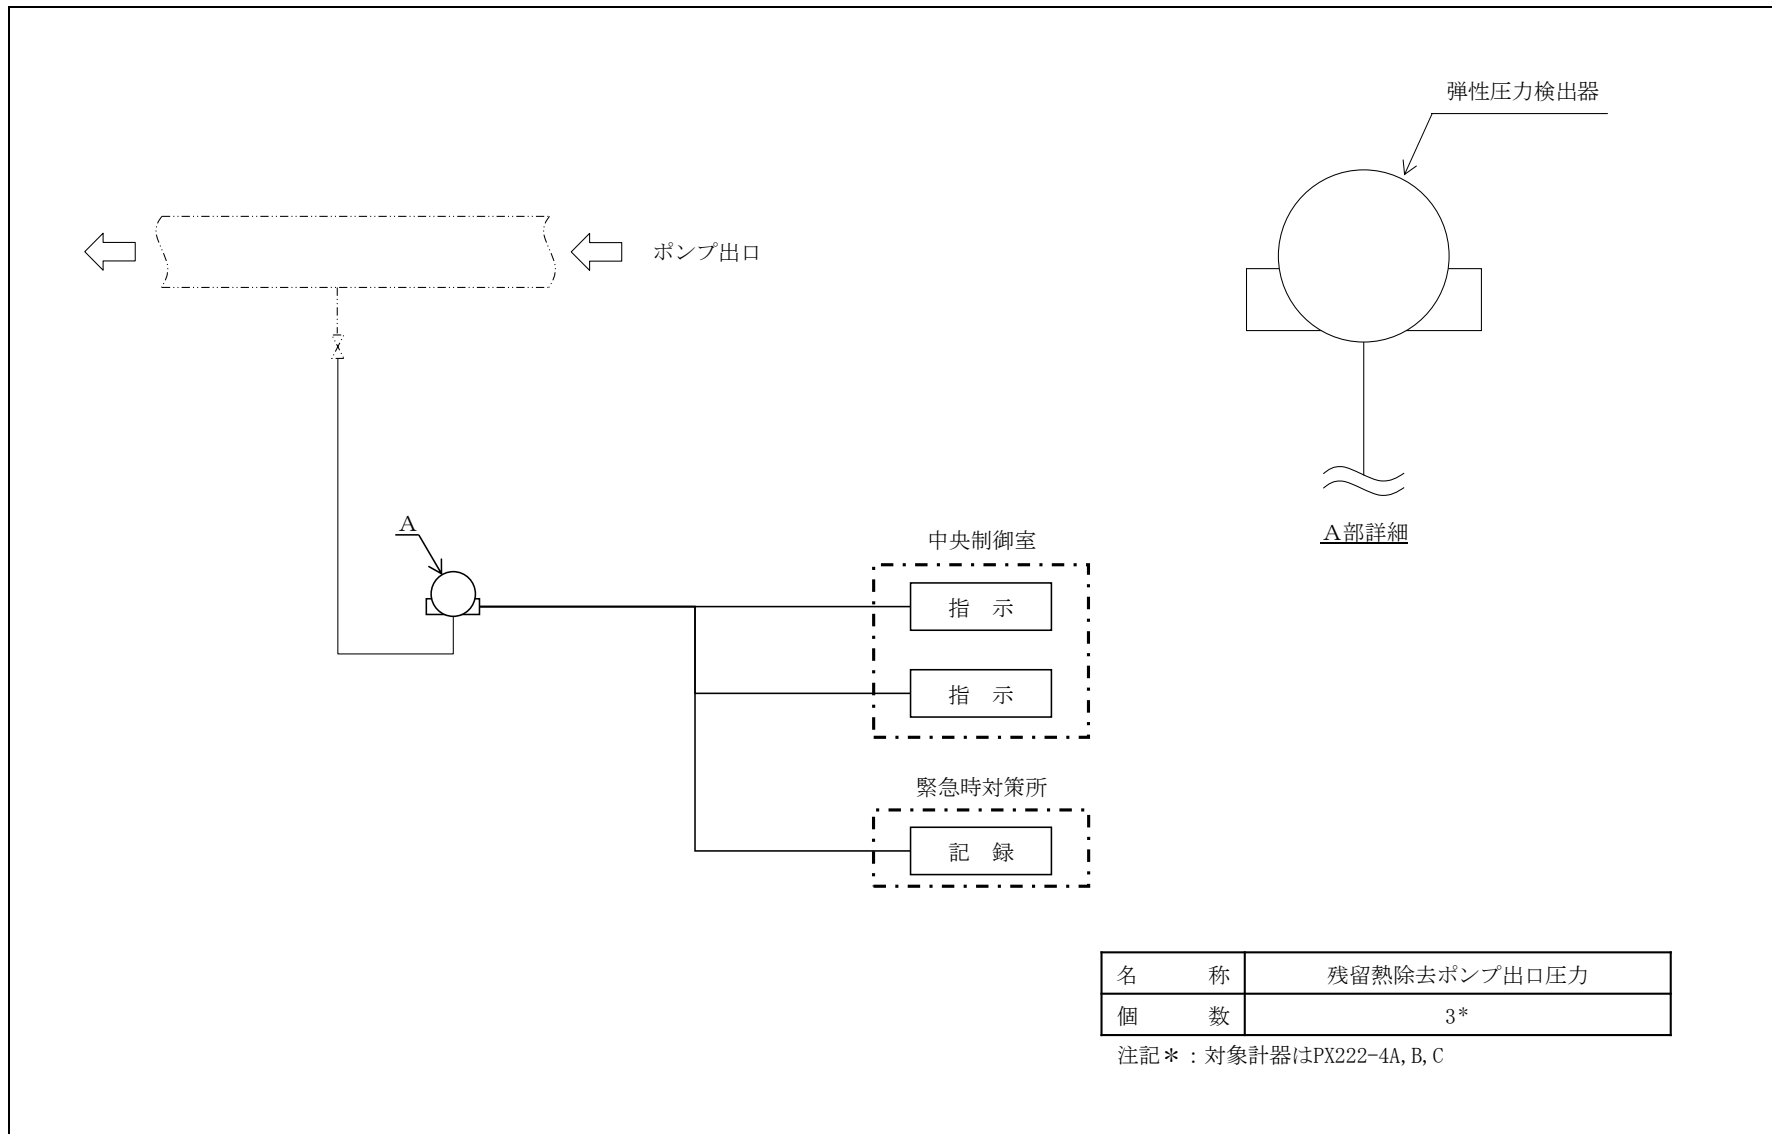 弾性圧力検出器
ポンプ出口
A
A部詳細
中央制御室
指 示
指 示
緊急時対策所
記 録
名 称 残留熱除去ポンプ出口圧力
個 数 3*
注記*:対象計器はPX222-4A,B,C